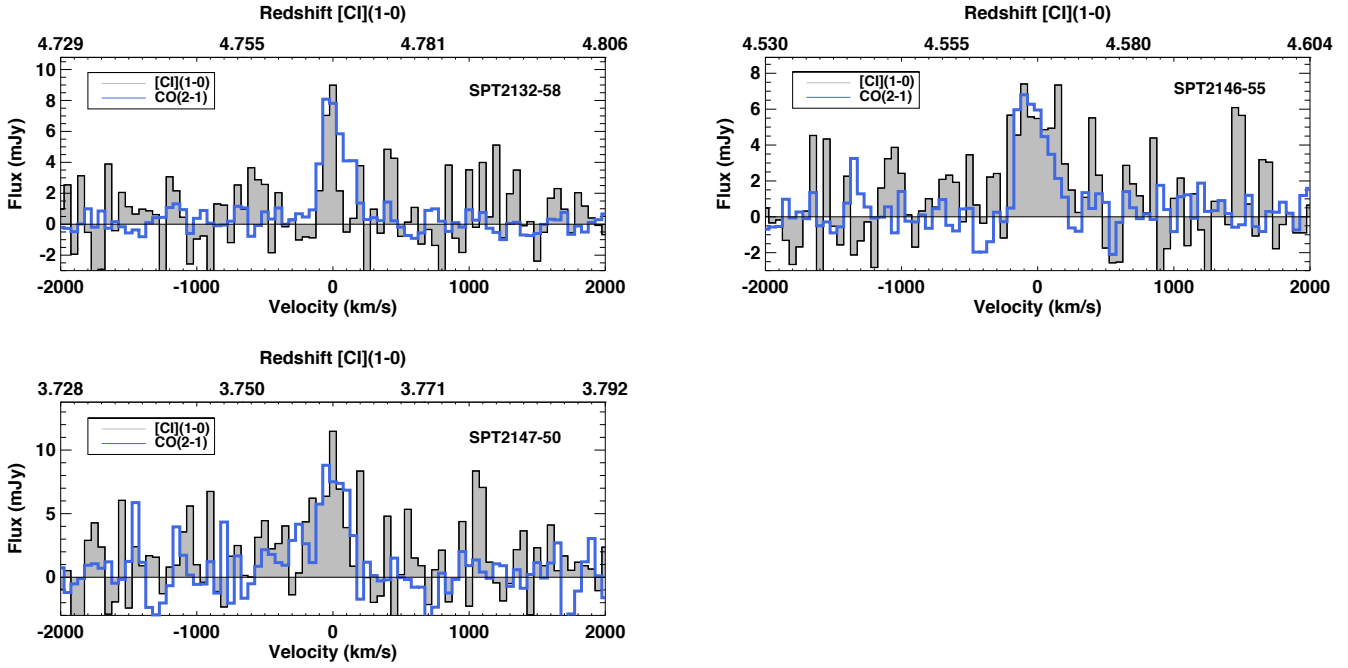 Redshift [CI](1-0)
4.729 4.755 4.781 4.806
[CI](1-0)
CO(2-1)
SPT2132-58
Flux (mJy)
10
8
6
4
2
0
-2
-2000 -1000 0 1000 2000
Velocity (km/s)
Redshift [CI](1-0)
4.530 4.555 4.580 4.604
[CI](1-0)
CO(2-1)
SPT2146-55
Flux (mJy)
8
6
4
2
0
-2
-2000 -1000 0 1000 2000
Velocity (km/s)
Redshift [CI](1-0)
3.728 3.750 3.771 3.792
[CI](1-0)
CO(2-1)
SPT2147-50
Flux (mJy)
10
5
0
-2000 -1000 0 1000 2000
Velocity (km/s)